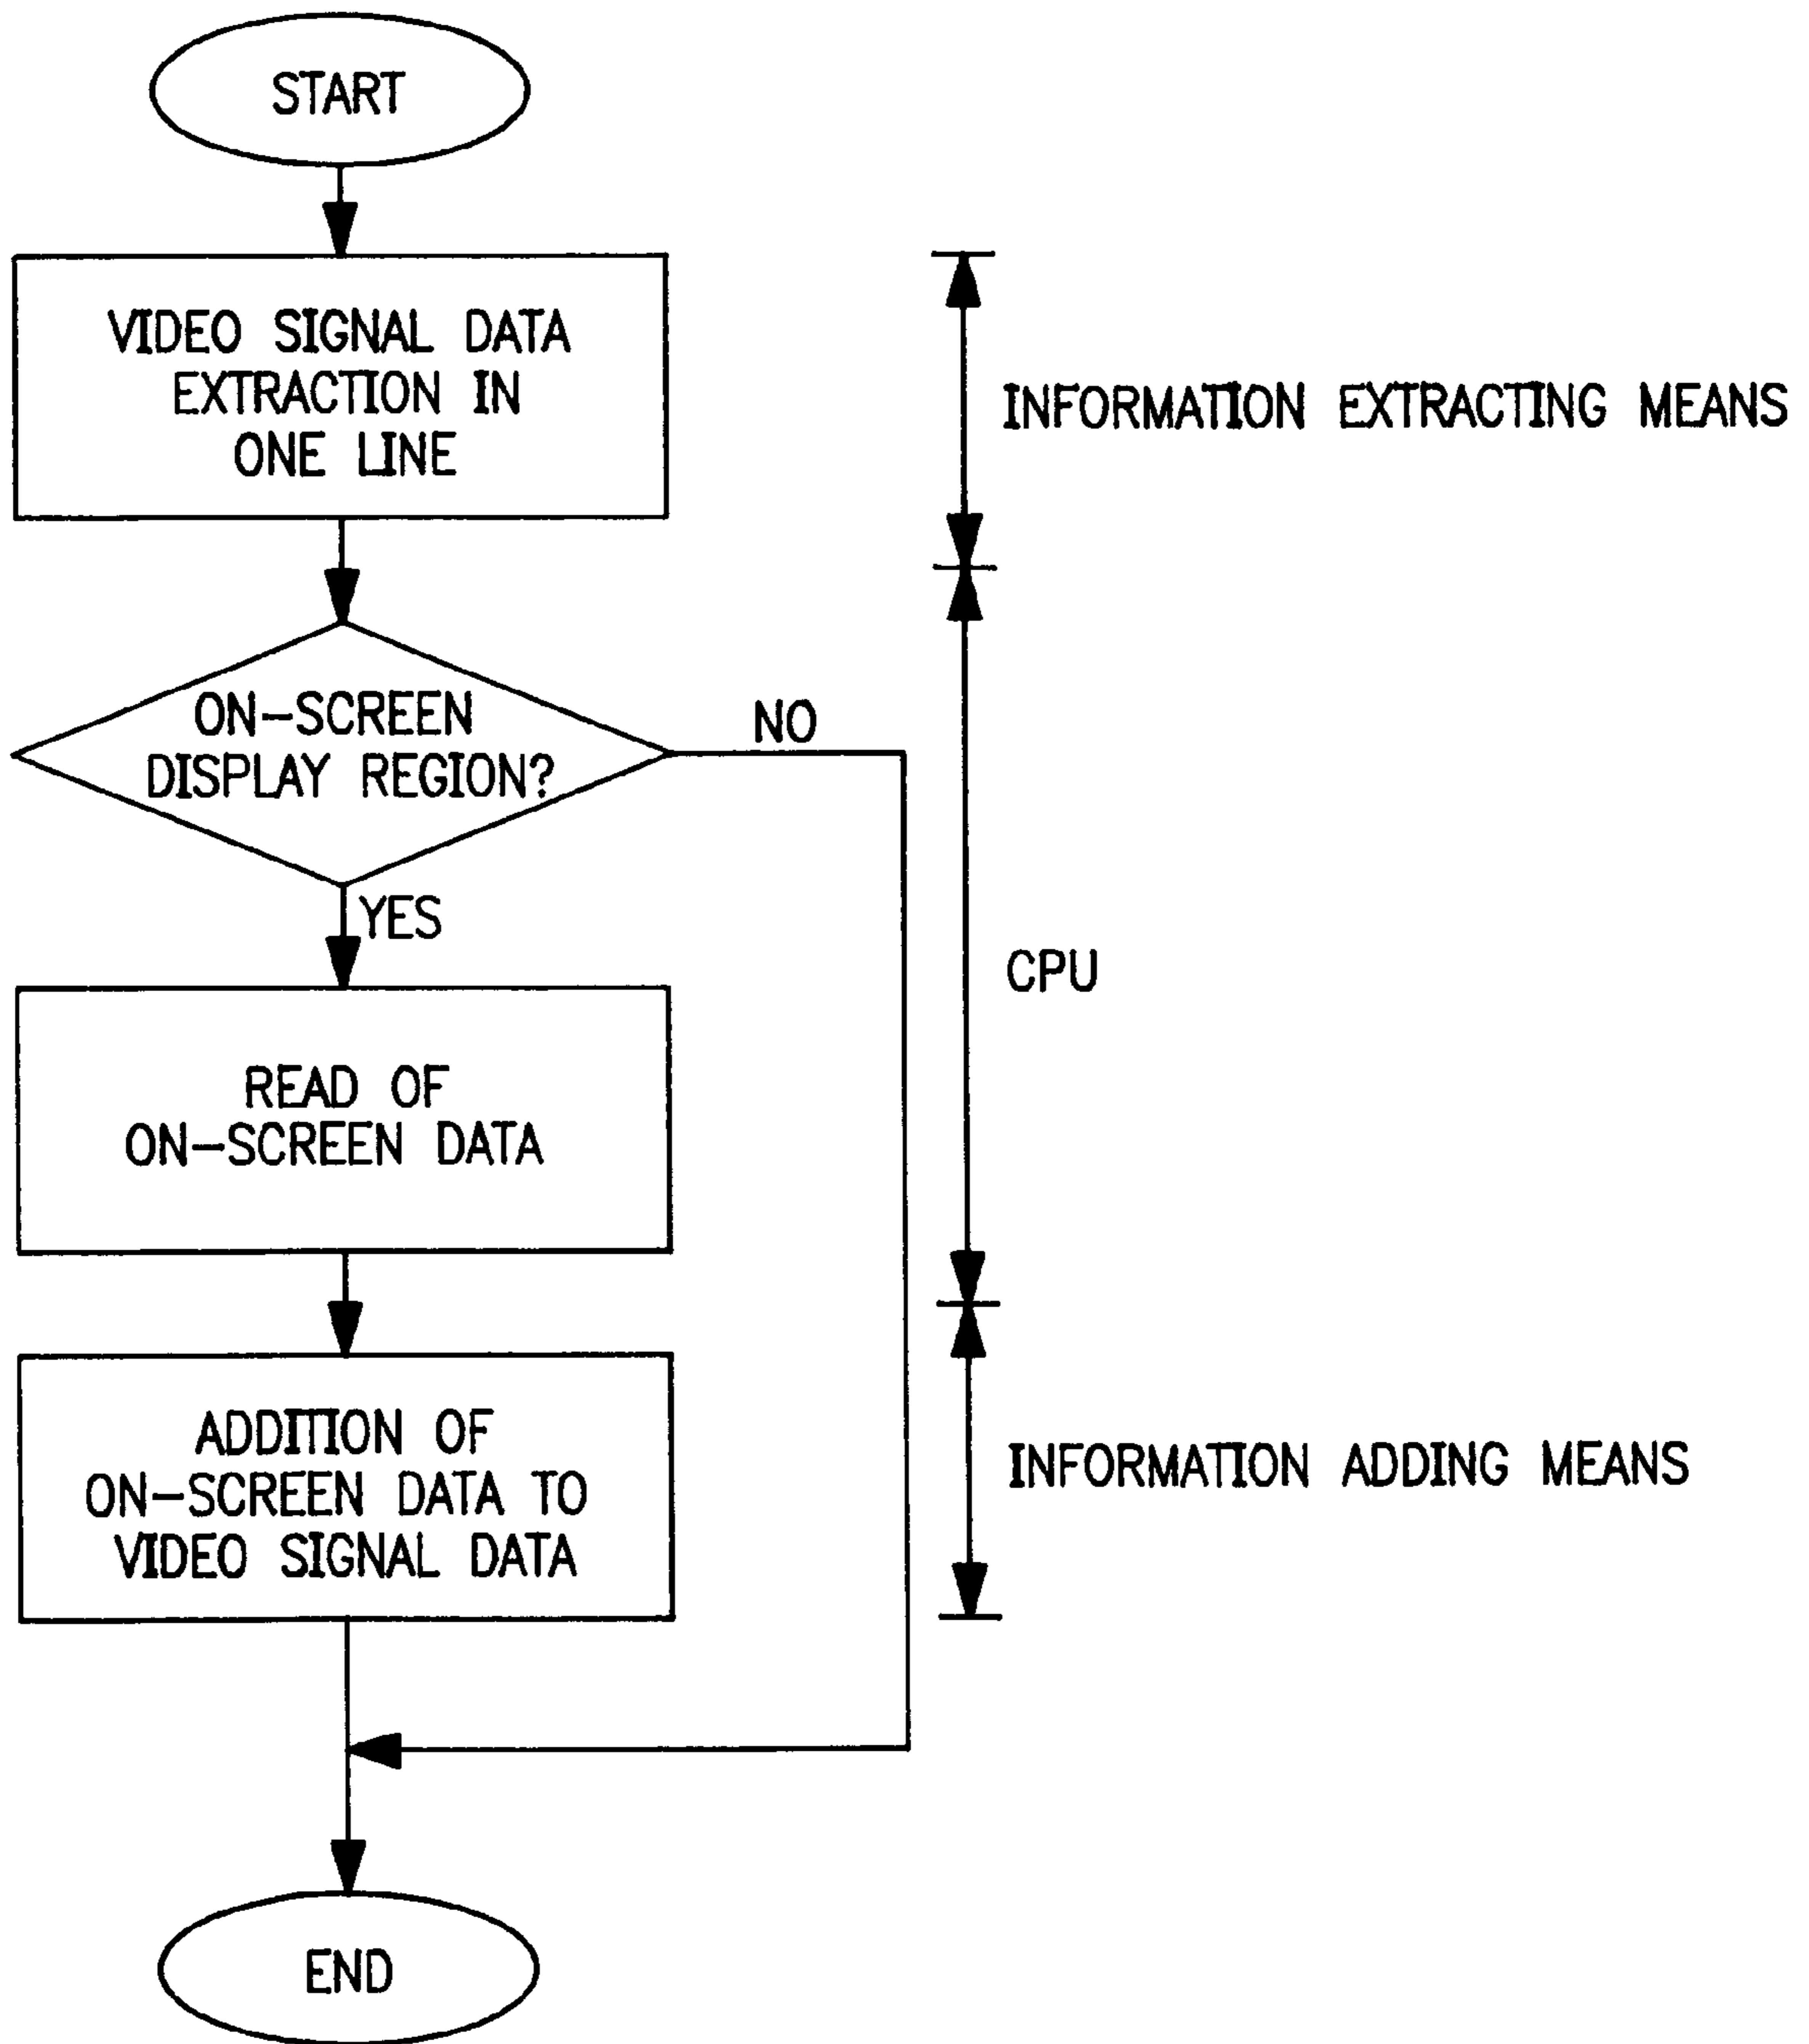 START
VIDEO SIGNAL DATA
EXTRACTION IN
ONE LINE
INFORMATION EXTRACTING MEANS
ON-SCREEN
DISPLAY REGION?
NO
YES
CPU
READ OF
ON-SCREEN DATA
ADDITION OF
ON-SCREEN DATA TO
VIDEO SIGNAL DATA
INFORMATION ADDING MEANS
END